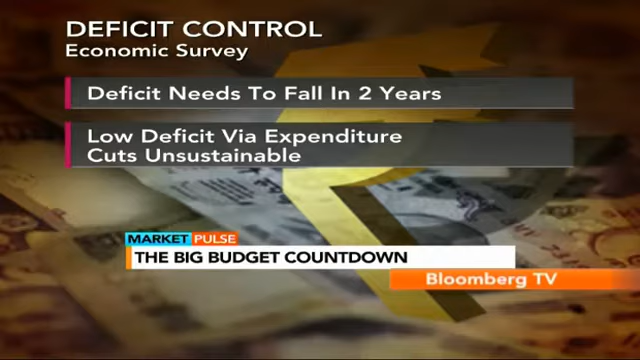 DEFICIT CONTROL
Economic Survey
Deficit Needs To Fall In 2 Years
Low Deficit Via Expenditure
Cuts Unsustainable
MARKET PULSE
THE BIG BUDGET COUNTDOWN
Bloomberg TV